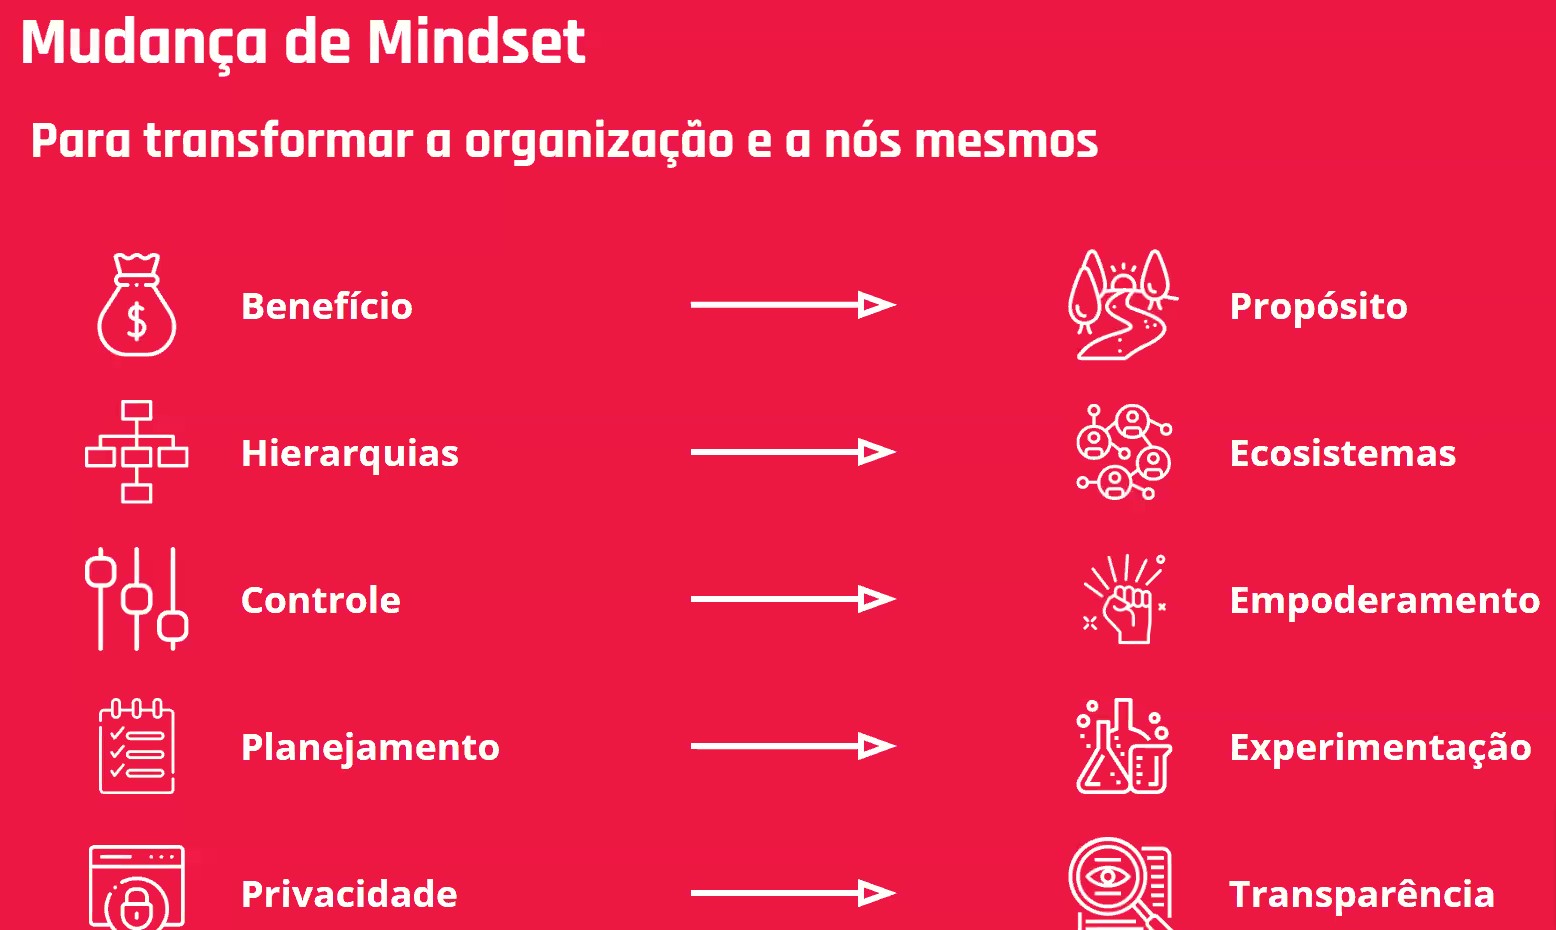 Mudança de Mindset
Para transformar a organização e a nós mesmos
$ Benefício Propósito
Hierarquias Ecosistemas
Controle Empoderamento
Planejamento Experimentação
Privacidade Transparência